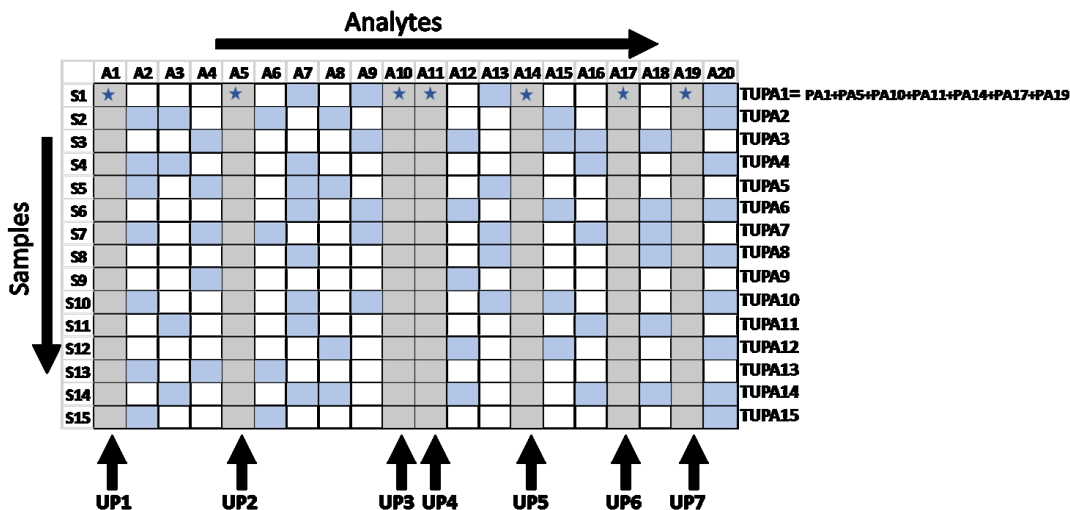 Analytes
A1 A2 A3 A4 A5 A6 A7 A8 A9 A10 A11 A12 A13 A14 A15 A16 A17 A18 A19 A20
S1 TUPA1= PA1+PA5+PA10+PA11+PA14+PA17+PA19
S2 TUPA2
S3 TUPA3
S4 TUPA4
S5 TUPA5
S6 TUPA6
S7 TUPA7
S8 TUPA8
S9 TUPA9
S10 TUPA10
S11 TUPA11
S12 TUPA12
S13 TUPA13
S14 TUPA14
S15 TUPA15
Samples
UP1 UP2 UP3 UP4 UP5 UP6 UP7